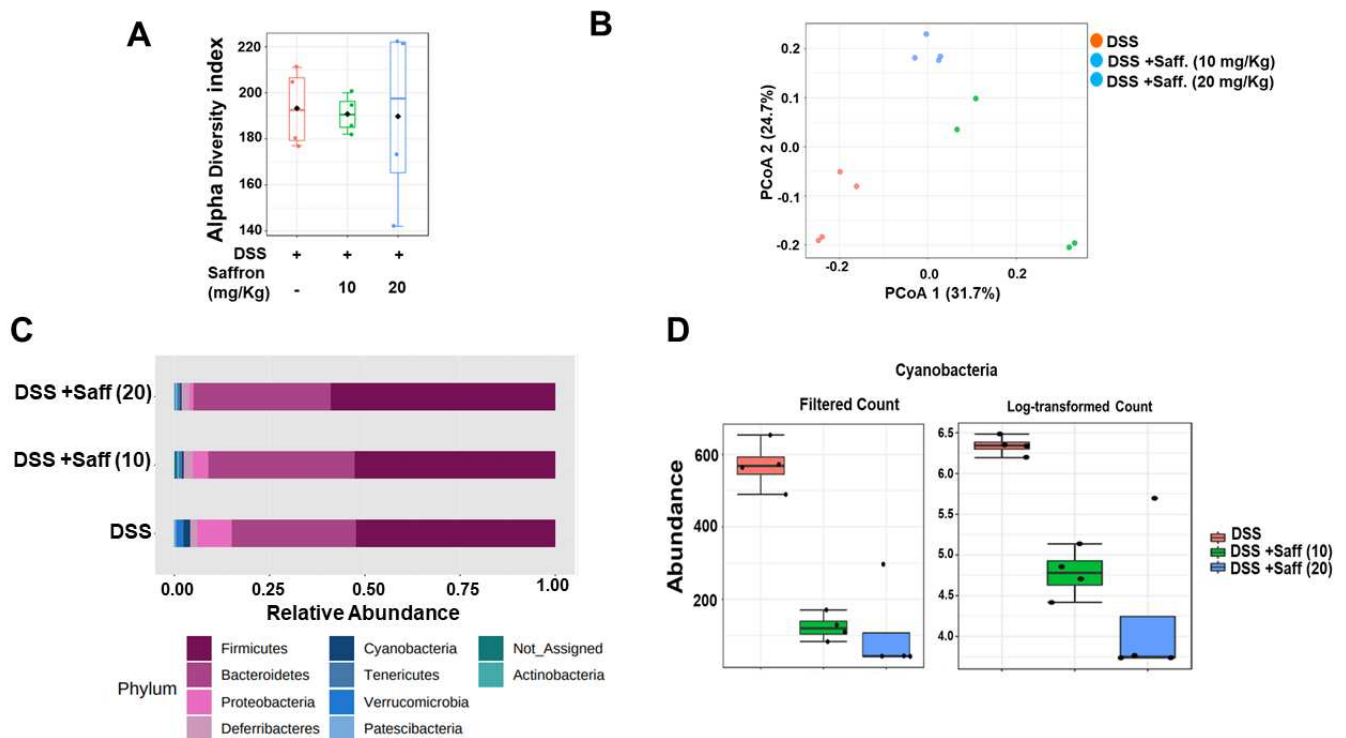 A
Alpha Diversity index
220
200
180
160
140
DSS + + +
Saffron
(mg/Kg) - 10 20
B
PCoA 2 (24.7%)
0.2
0.1
0.0
-0.1
-0.2
-0.2 0.0 0.2
PCoA 1 (31.7%)
DSS
DSS +Saff. (10 mg/Kg)
DSS +Saff. (20 mg/Kg)
C
DSS +Saff (20)
DSS +Saff (10)
DSS
0.00 0.25 0.50 0.75 1.00
Relative Abundance
Phylum
Firmicutes
Bacteroidetes
Proteobacteria
Deferribacteres
Cyanobacteria
Tenericutes
Verrucomicrobia
Patescibacteria
Not_Assigned
Actinobacteria
D
Cyanobacteria
Filtered Count
Log-transformed Count
Abundance
600
400
200
6.5
6.0
5.5
5.0
4.5
4.0
DSS
DSS +Saff (10)
DSS +Saff (20)